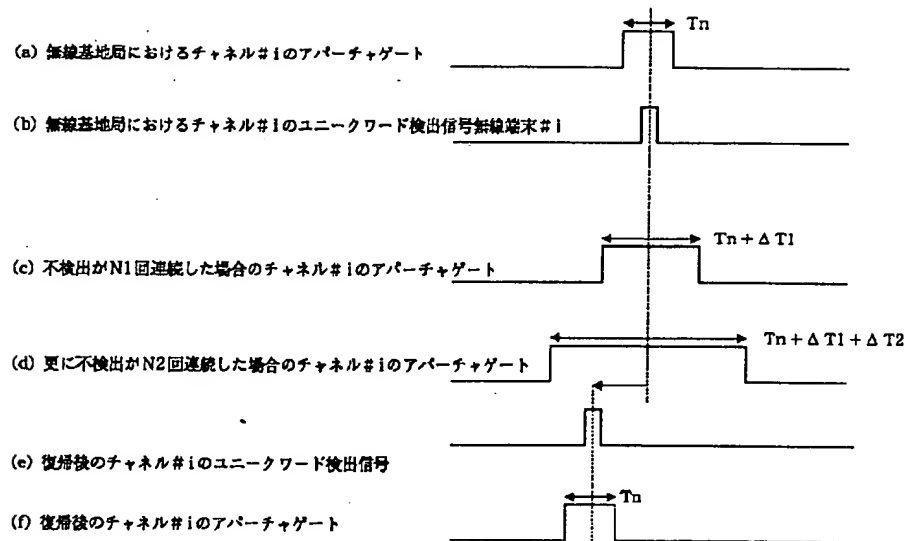 Tn
(a) 無線基地局におけるチャネル#iのアパーチャゲート
(b) 無線基地局におけるチャネル#iのユニークワード検出信号無線端末#i
Tn+ΔT1
(c) 不検出がN1回連続した場合のチャネル#iのアパーチャゲート
Tn+ΔT1+ΔT2
(d) 更に不検出がN2回連続した場合のチャネル#iのアパーチャゲート
(e) 復帰後のチャネル#iのユニークワード検出信号
Tn
(f) 復帰後のチャネル#iのアパーチャゲート